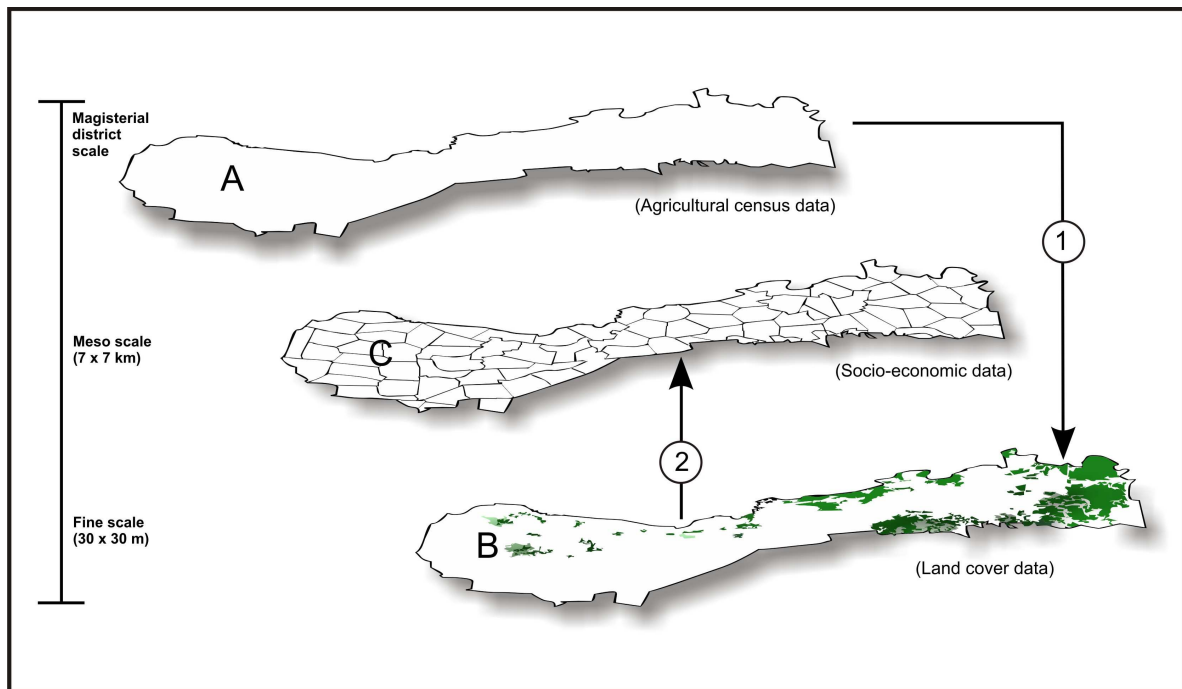 Magisterial
district
scale
A
(Agricultural census data)
1
Meso scale
(7 x 7 km)
C
(Socio-economic data)
2
Fine scale
(30 x 30 m)
B
(Land cover data)